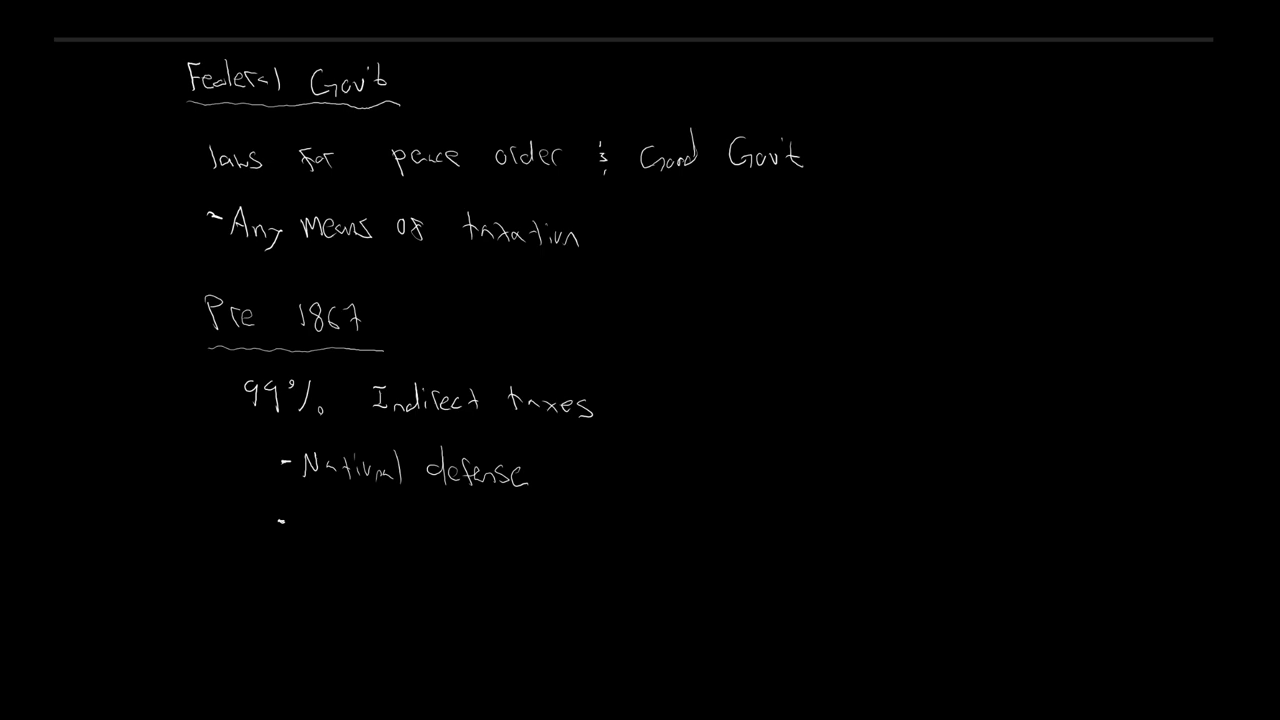 Federal Gov't
laws for peace order & Good Gov't
- Any means of taxation
Pre 1867
99% Indirect taxes
- National defense
-